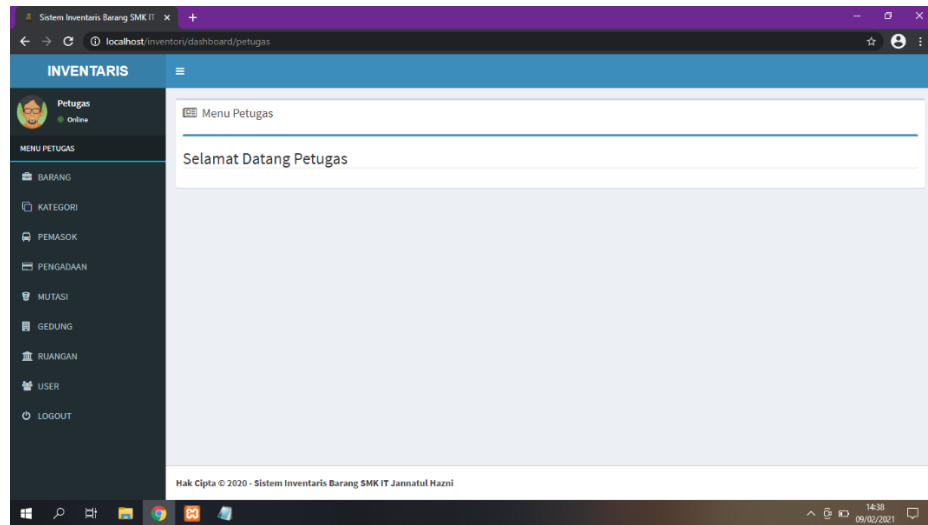 Sistem Inventaris Barang SMK IT
localhost/inventori/dashboard/petugas
INVENTARIS
Petugas
Online
MENU PETUGAS
BARANG
KATEGORI
PEMASOK
PENGADAAN
MUTASI
GEDUNG
RUANGAN
USER
LOGOUT
Menu Petugas
Selamat Datang Petugas
Hak Cipta © 2020 - Sistem Inventaris Barang SMK IT Jannatul Hazni
14:38
09/02/2021